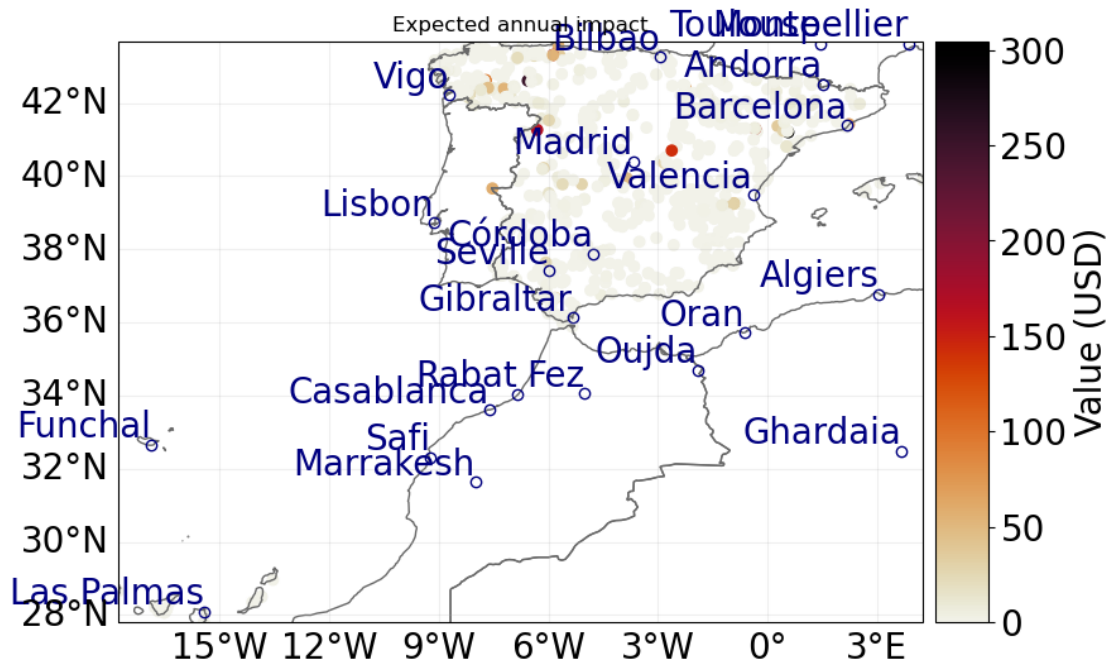 Expected annual impact
Toulouse
Montpellier
Bilbao
Andorra
Vigo
Barcelona
Madrid
Valencia
Lisbon
Córdoba
Seville
Algiers
Gibraltar
Oran
Oujda
Rabat
Fez
Casablanca
Funchal
Safi
Ghardaia
Marrakesh
Las Palmas
42°N
40°N
38°N
36°N
34°N
32°N
30°N
28°N
15°W
12°W
9°W
6°W
3°W
0°
3°E
300
250
200
150
100
50
0
Value (USD)